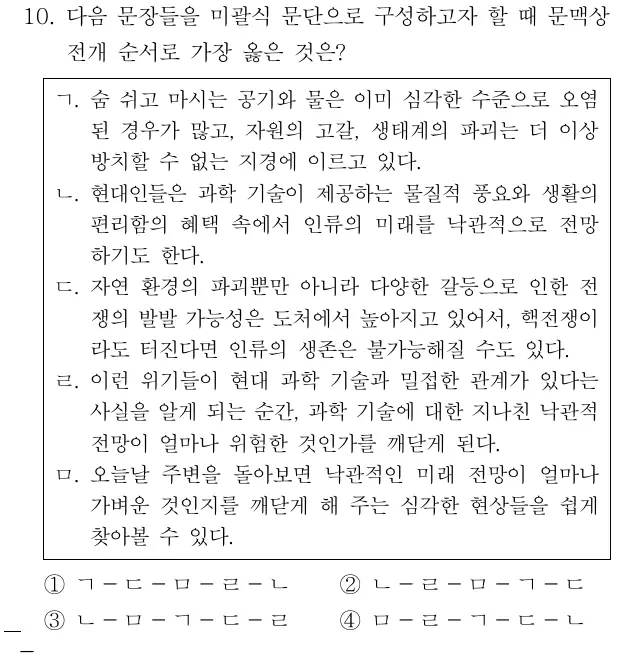 10. 다음 문장들을 미괄식 문단으로 구성하고자 할 때 문맥상
전개 순서로 가장 옳은 것은?
ㄱ. 숨 쉬고 마시는 공기와 물은 이미 심각한 수준으로 오염
된 경우가 많고, 자원의 고갈, 생태계의 파괴는 더 이상
방치할 수 없는 지경에 이르고 있다.
ㄴ. 현대인들은 과학 기술이 제공하는 물질적 풍요와 생활의
편리함의 혜택 속에서 인류의 미래를 낙관적으로 전망
하기도 한다.
ㄷ. 자연 환경의 파괴뿐만 아니라 다양한 갈등으로 인한 전
쟁의 발발 가능성은 도처에서 높아지고 있어서, 핵전쟁이
라도 터진다면 인류의 생존은 불가능해질 수도 있다.
ㄹ. 이런 위기들이 현대 과학 기술과 밀접한 관계가 있다는
사실을 알게 되는 순간, 과학 기술에 대한 지나친 낙관적
전망이 얼마나 위험한 것인가를 깨닫게 된다.
ㅁ. 오늘날 주변을 돌아보면 낙관적인 미래 전망이 얼마나
가벼운 것인지를 깨닫게 해 주는 심각한 현상들을 쉽게
찾아볼 수 있다.
① ㄱ - ㄷ - ㅁ - ㄹ - ㄴ ② ㄴ - ㄹ - ㅁ - ㄱ - ㄷ
③ ㄴ - ㅁ - ㄱ - ㄷ - ㄹ ④ ㅁ - ㄹ - ㄱ - ㄷ - ㄴ